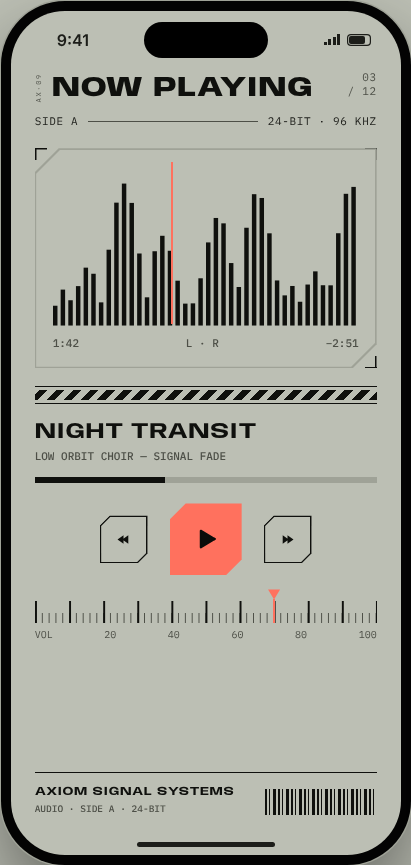 9:41
AX-09
NOW PLAYING
03
/ 12
SIDE A
24-BIT · 96 KHZ
1:42
L · R
−2:51
NIGHT TRANSIT
LOW ORBIT CHOIR — SIGNAL FADE
VOL 20 40 60 80 100
AXIOM SIGNAL SYSTEMS
AUDIO · SIDE A · 24-BIT